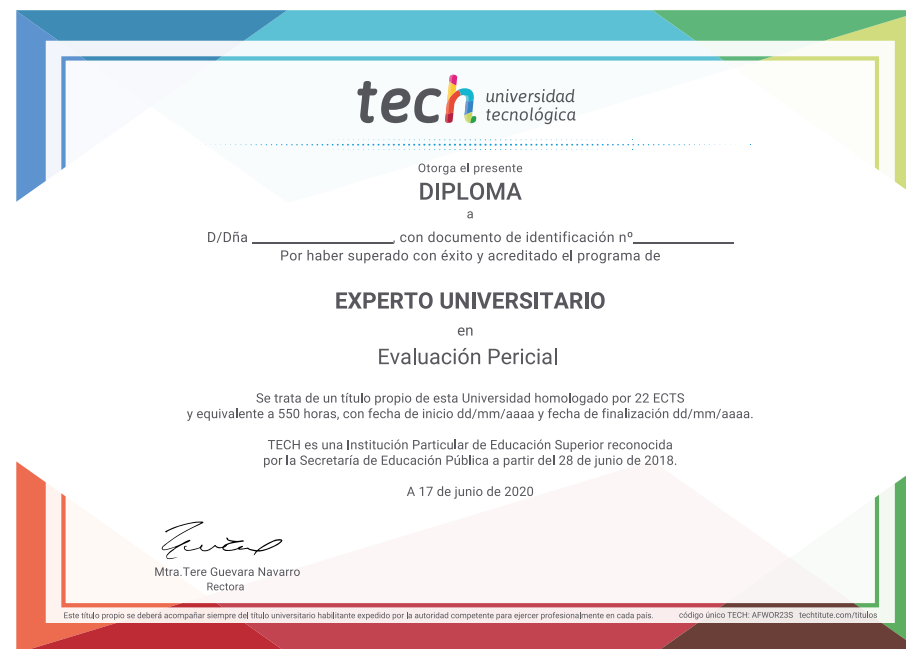 tech universidad
tecnológica
Otorga el presente
DIPLOMA
a
D/Dña ____________________, con documento de identificación nº______________
Por haber superado con éxito y acreditado el programa de
EXPERTO UNIVERSITARIO
en
Evaluación Pericial
Se trata de un título propio de esta Universidad homologado por 22 ECTS
y equivalente a 550 horas, con fecha de inicio dd/mm/aaaa y fecha de finalización dd/mm/aaaa.
TECH es una Institución Particular de Educación Superior reconocida
por la Secretaría de Educación Pública a partir del 28 de junio de 2018.
A 17 de junio de 2020
Mtra.Tere Guevara Navarro
Rectora
Este título propio se deberá acompañar siempre del título universitario habilitante expedido por la autoridad competente para ejercer profesionalmente en cada país. código único TECH: AFWOR23S techtitute.com/titulos